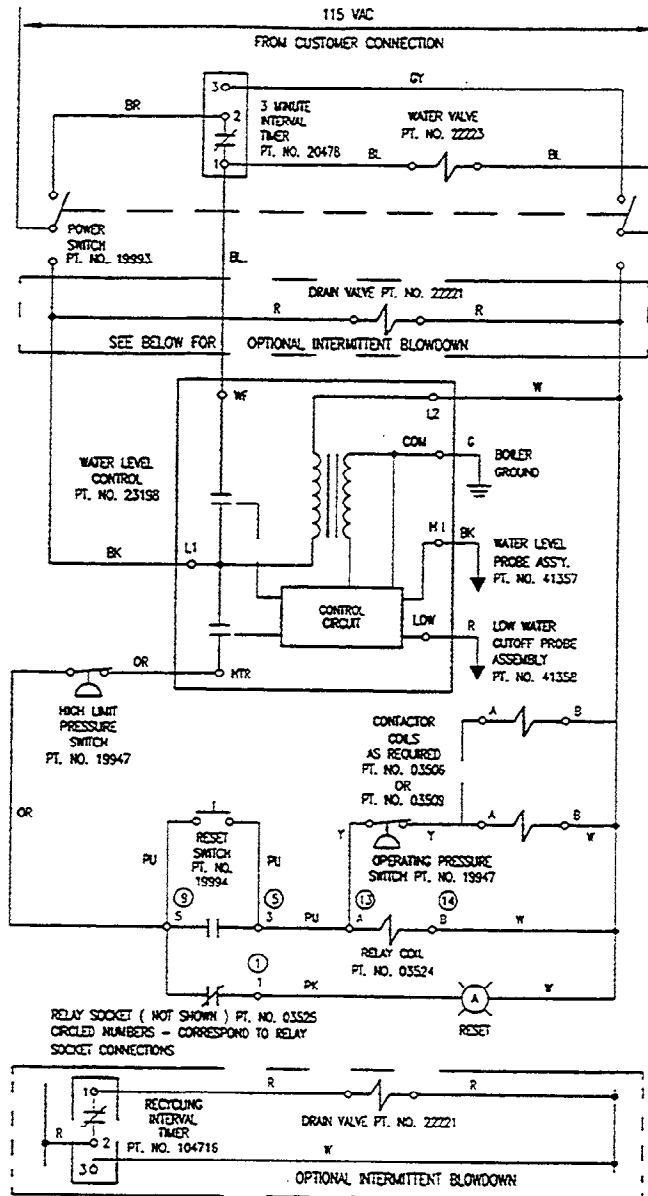 115 VAC
FROM CUSTOMER CONNECTION
GY
3
BR
2
3 MINUTE
INTERVAL
TIMER
PT. NO. 20478
WATER VALVE
PT. NO. 22223
1
BL
BL
POWER
SWITCH
PT. NO. 19993
BL.
DRAIN VALVE PT. NO. 22221
R
R
SEE BELOW FOR OPTIONAL INTERMITTENT BLOWDOWN
WF
L2
W
COM
G
BOILER
GROUND
WATER LEVEL
CONTROL
PT. NO. 23198
BK
L1
H1
BK
WATER LEVEL
PROBE ASS'Y.
PT. NO. 41357
CONTROL
CIRCUIT
LOW
R
LOW WATER
CUTOFF PROBE
ASSEMBLY
PT. NO. 41358
OR
MTR
HIGH LIMIT
PRESSURE
SWITCH
PT. NO. 19947
CONTACTOR
COILS
AS REQUIRED
PT. NO. 03506
OR
PT. NO. 03509
A
B
OR
A
B
W
Y
Y
OPERATING PRESSURE
SWITCH PT. NO. 19947
RESET
SWITCH
PT. NO.
19994
PU
PU
9
5
13
14
5
3
PU
A
B
W
RELAY COIL
PT. NO. 03524
1
1
PK
A
W
RESET
RELAY SOCKET ( NOT SHOWN ) PT. NO. 03525
CIRCLED NUMBERS - CORRESPOND TO RELAY
SOCKET CONNECTIONS
1
R
R
RECYCLING
INTERVAL
TIMER
PT. NO. 104716
DRAIN VALVE PT. NO. 22221
R
2
W
3
OPTIONAL INTERMITTENT BLOWDOWN